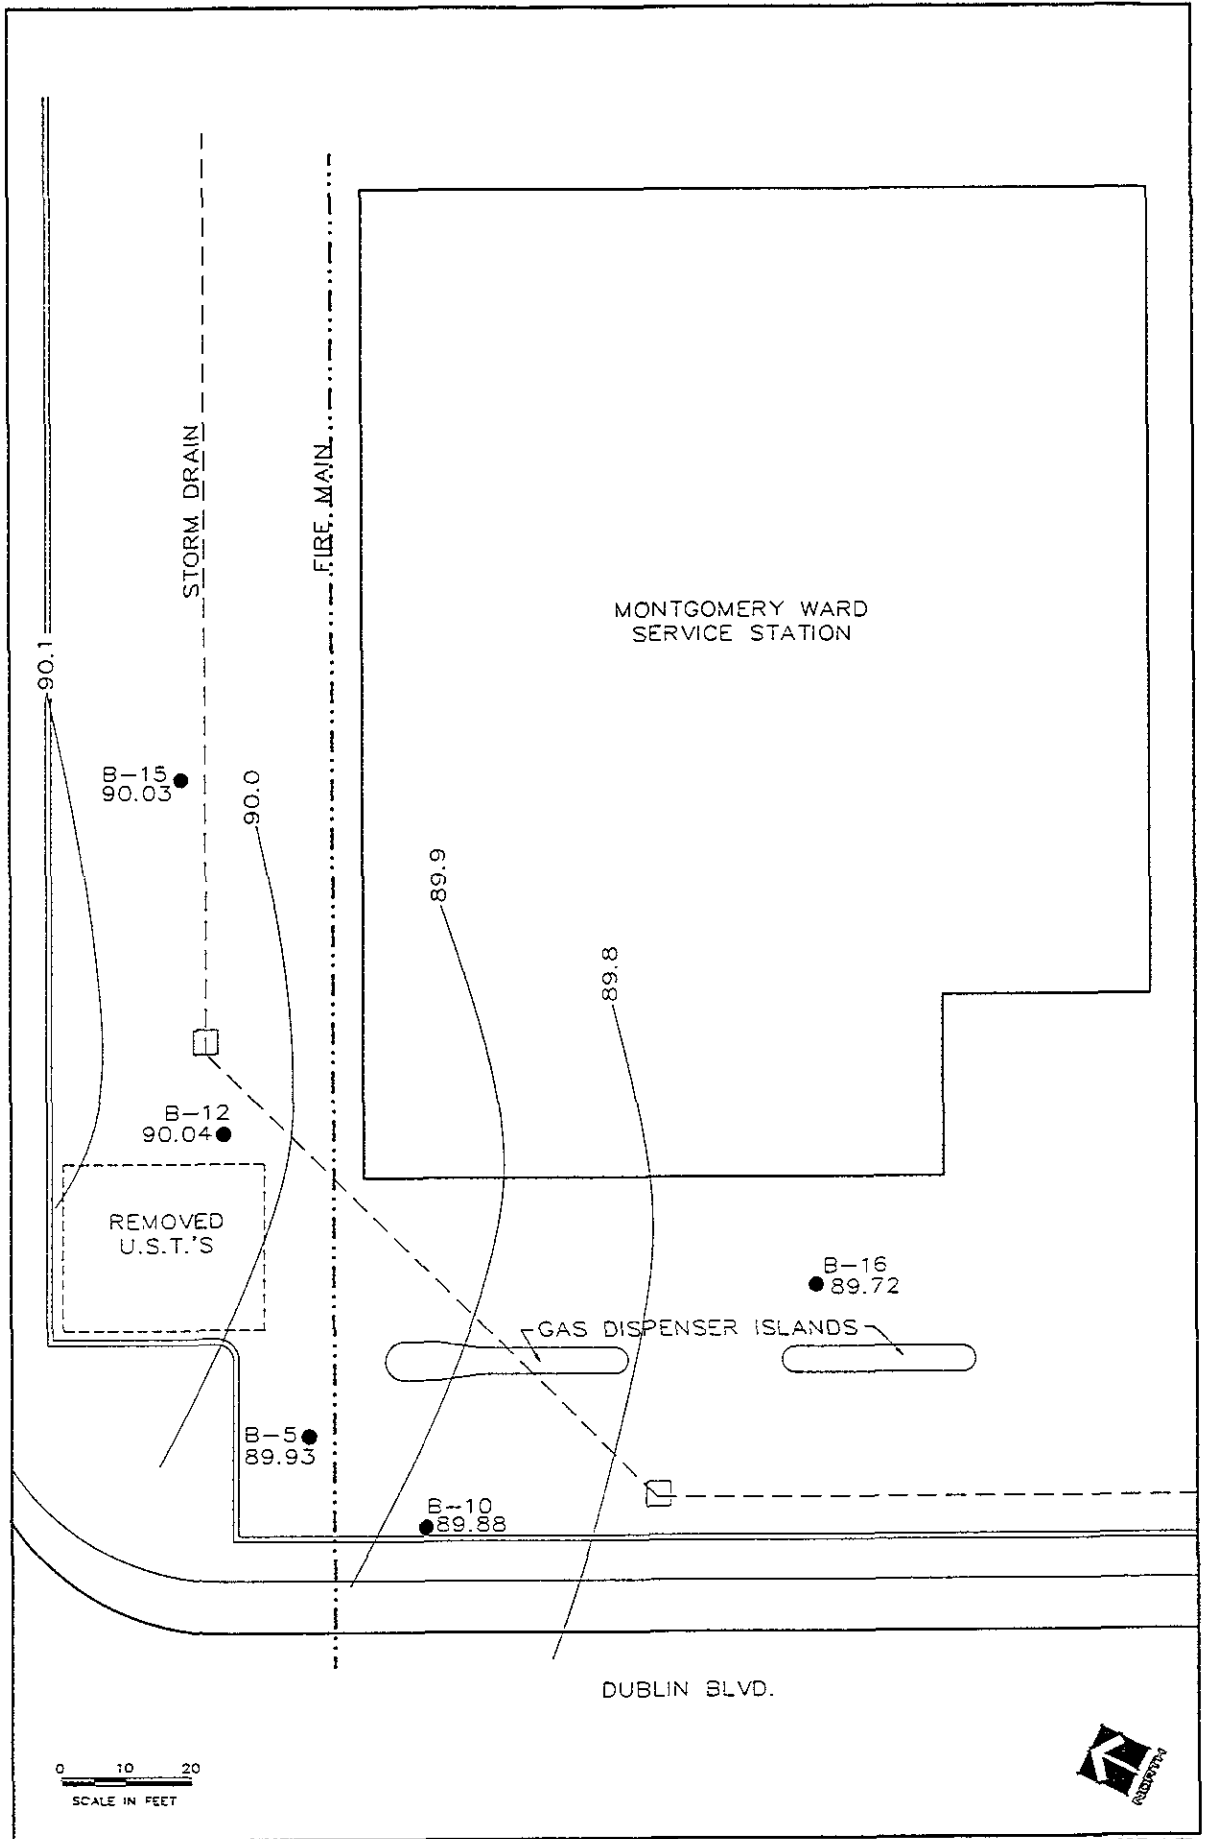 STORM DRAIN
FIRE MAIN
MONTGOMERY WARD
SERVICE STATION
90.1
B-15
90.03
90.0
89.9
89.8
B-12
90.04
REMOVED
U.S.T.'S
B-16
89.72
GAS DISPENSER ISLANDS
B-5
89.93
B-10
89.88
DUBLIN BLVD.
0 10 20
SCALE IN FEET
NORTH